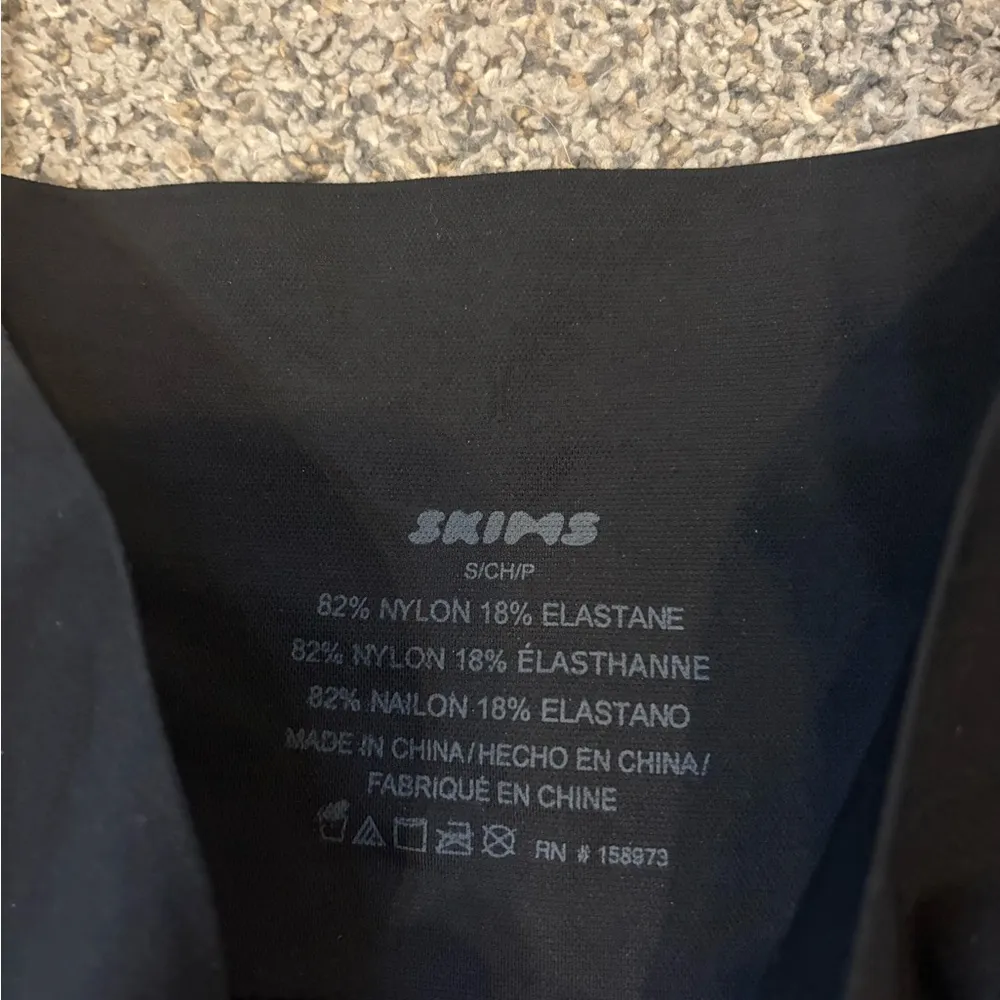 SKIMS
S/CH/P
82% NYLON 18% ELASTANE
82% NYLON 18% ÉLASTHANNE
82% NAILON 18% ELASTANO
MADE IN CHINA/HECHO EN CHINA/
FABRIQUÉ EN CHINE
RN # 158973